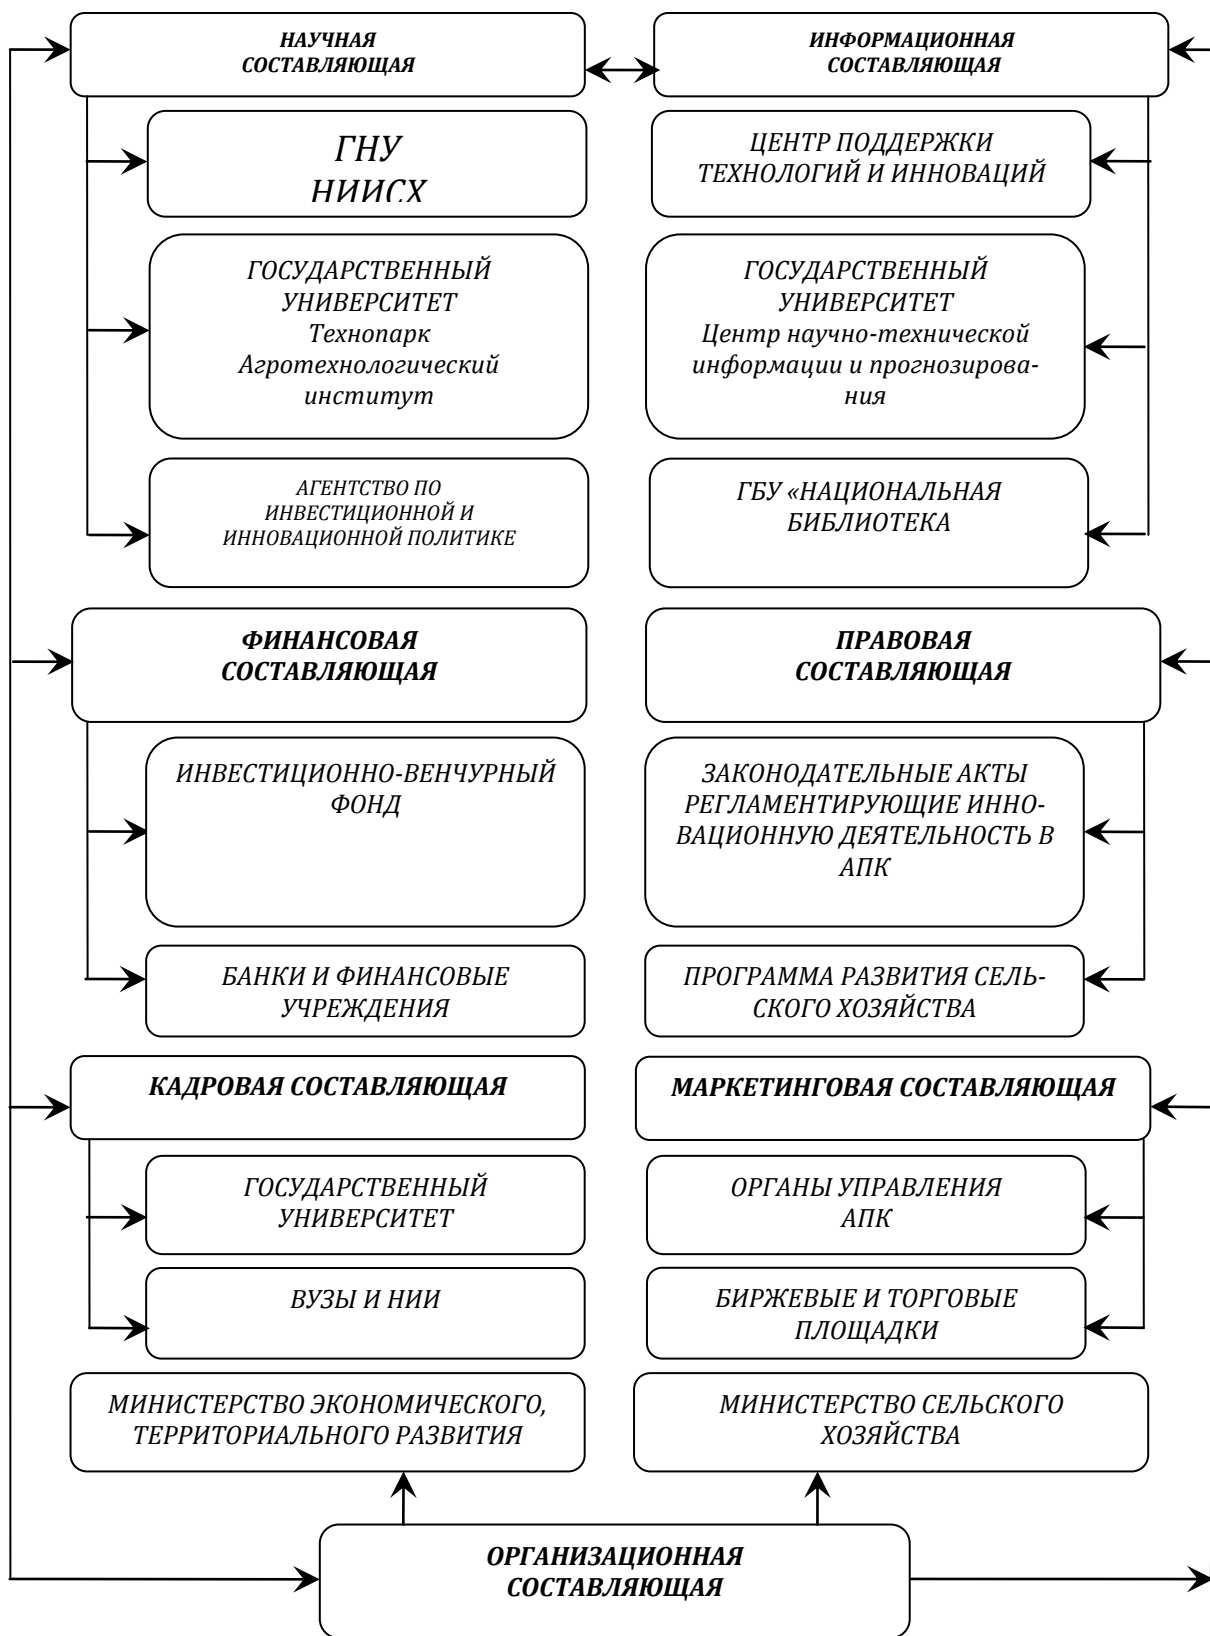 НАУЧНАЯ
СОСТАВЛЯЮЩАЯ
ИНФОРМАЦИОННАЯ
СОСТАВЛЯЮЩАЯ
ГНУ
НИИСХ
ЦЕНТР ПОДДЕРЖКИ
ТЕХНОЛОГИЙ И ИННОВАЦИЙ
ГОСУДАРСТВЕННЫЙ
УНИВЕРСИТЕТ
Технопарк
Агротехнологический
институт
ГОСУДАРСТВЕННЫЙ
УНИВЕРСИТЕТ
Центр научно-технической
информации и прогнозирова-
ния
АГЕНТСТВО ПО
ИНВЕСТИЦИОННОЙ И
ИННОВАЦИОННОЙ ПОЛИТИКЕ
ГБУ «НАЦИОНАЛЬНАЯ
БИБЛИОТЕКА
ФИНАНСОВАЯ
СОСТАВЛЯЮЩАЯ
ПРАВОВАЯ
СОСТАВЛЯЮЩАЯ
ИНВЕСТИЦИОННО-ВЕНЧУРНЫЙ
ФОНД
ЗАКОНОДАТЕЛЬНЫЕ АКТЫ
РЕГЛАМЕНТИРУЮЩИЕ ИННО-
ВАЦИОННУЮ ДЕЯТЕЛЬНОСТЬ В
АПК
БАНКИ И ФИНАНСОВЫЕ
УЧРЕЖДЕНИЯ
ПРОГРАММА РАЗВИТИЯ СЕЛЬ-
СКОГО ХОЗЯЙСТВА
КАДРОВАЯ СОСТАВЛЯЮЩАЯ
МАРКЕТИНГОВАЯ СОСТАВЛЯЮЩАЯ
ГОСУДАРСТВЕННЫЙ
УНИВЕРСИТЕТ
ОРГАНЫ УПРАВЛЕНИЯ
АПК
ВУЗЫ И НИИ
БИРЖЕВЫЕ И ТОРГОВЫЕ
ПЛОЩАДКИ
МИНИСТЕРСТВО ЭКОНОМИЧЕСКОГО,
ТЕРРИТОРИАЛЬНОГО РАЗВИТИЯ
МИНИСТЕРСТВО СЕЛЬСКОГО
ХОЗЯЙСТВА
ОРГАНИЗАЦИОННАЯ
СОСТАВЛЯЮЩАЯ